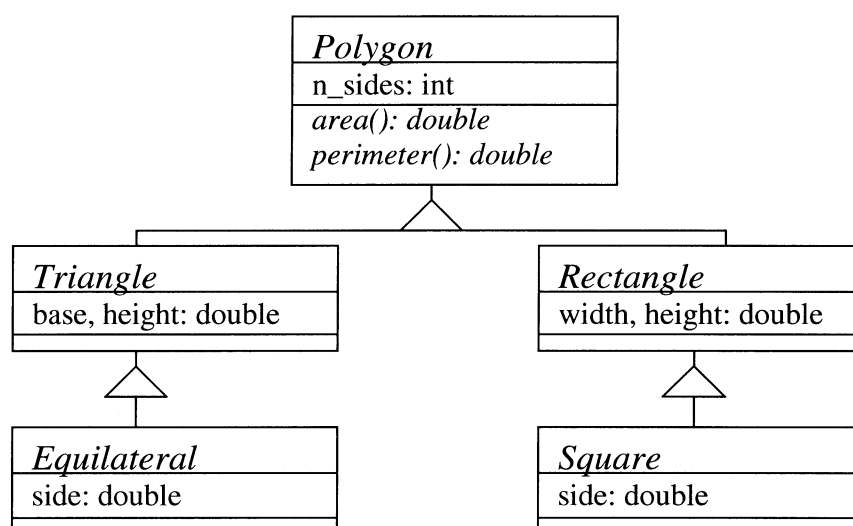 Polygon
n_sides: int
area(): double
perimeter(): double
Triangle
base, height: double
Rectangle
width, height: double
Equilateral
side: double
Square
side: double